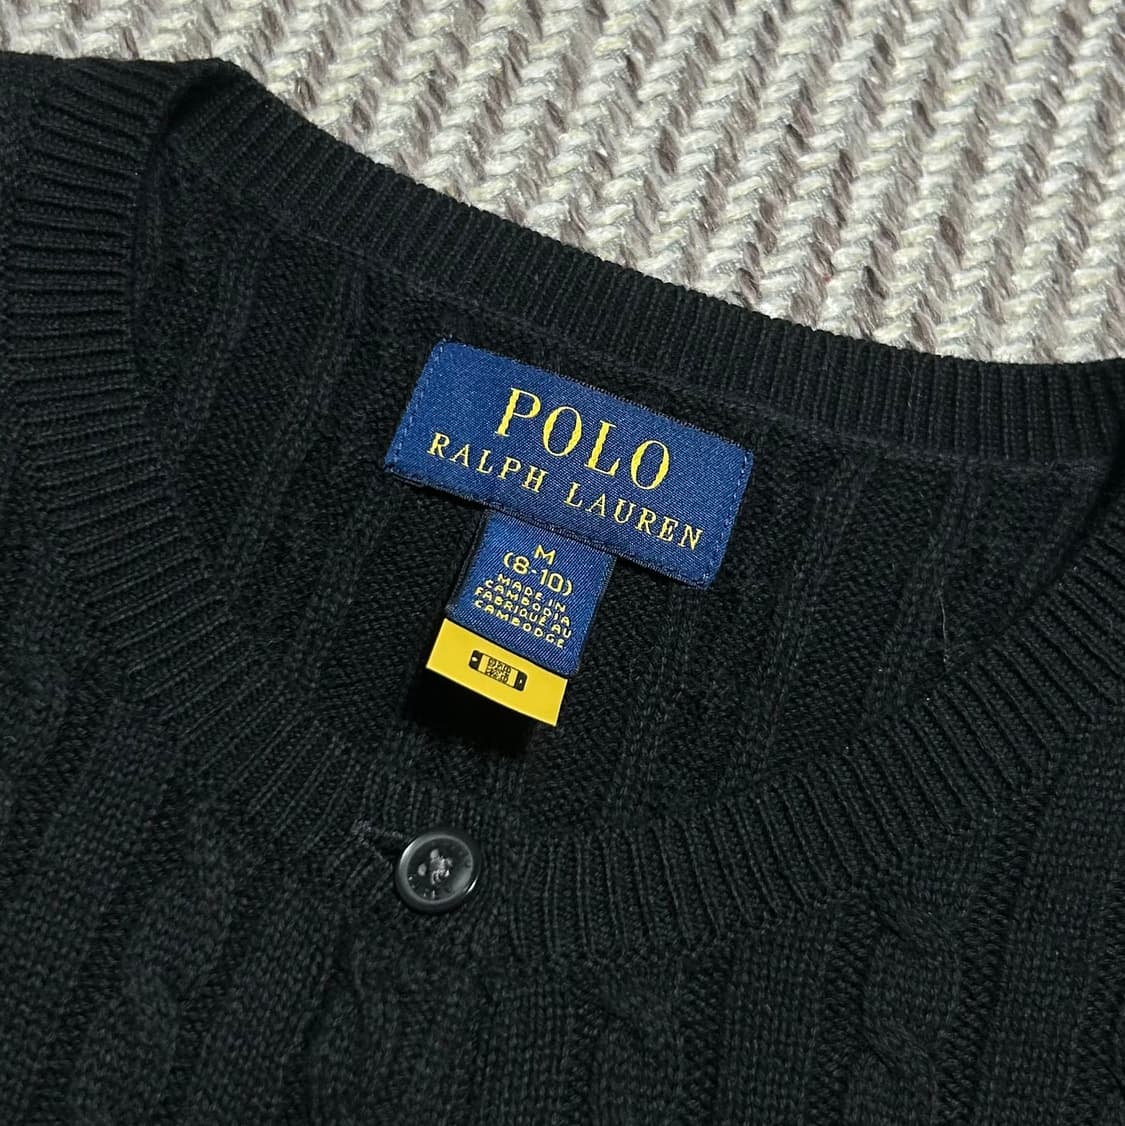 POLO
RALPH LAUREN
M
(8-10)
MADE IN
CAMBODIA
FABRIQUÉ AU
CAMBODGE